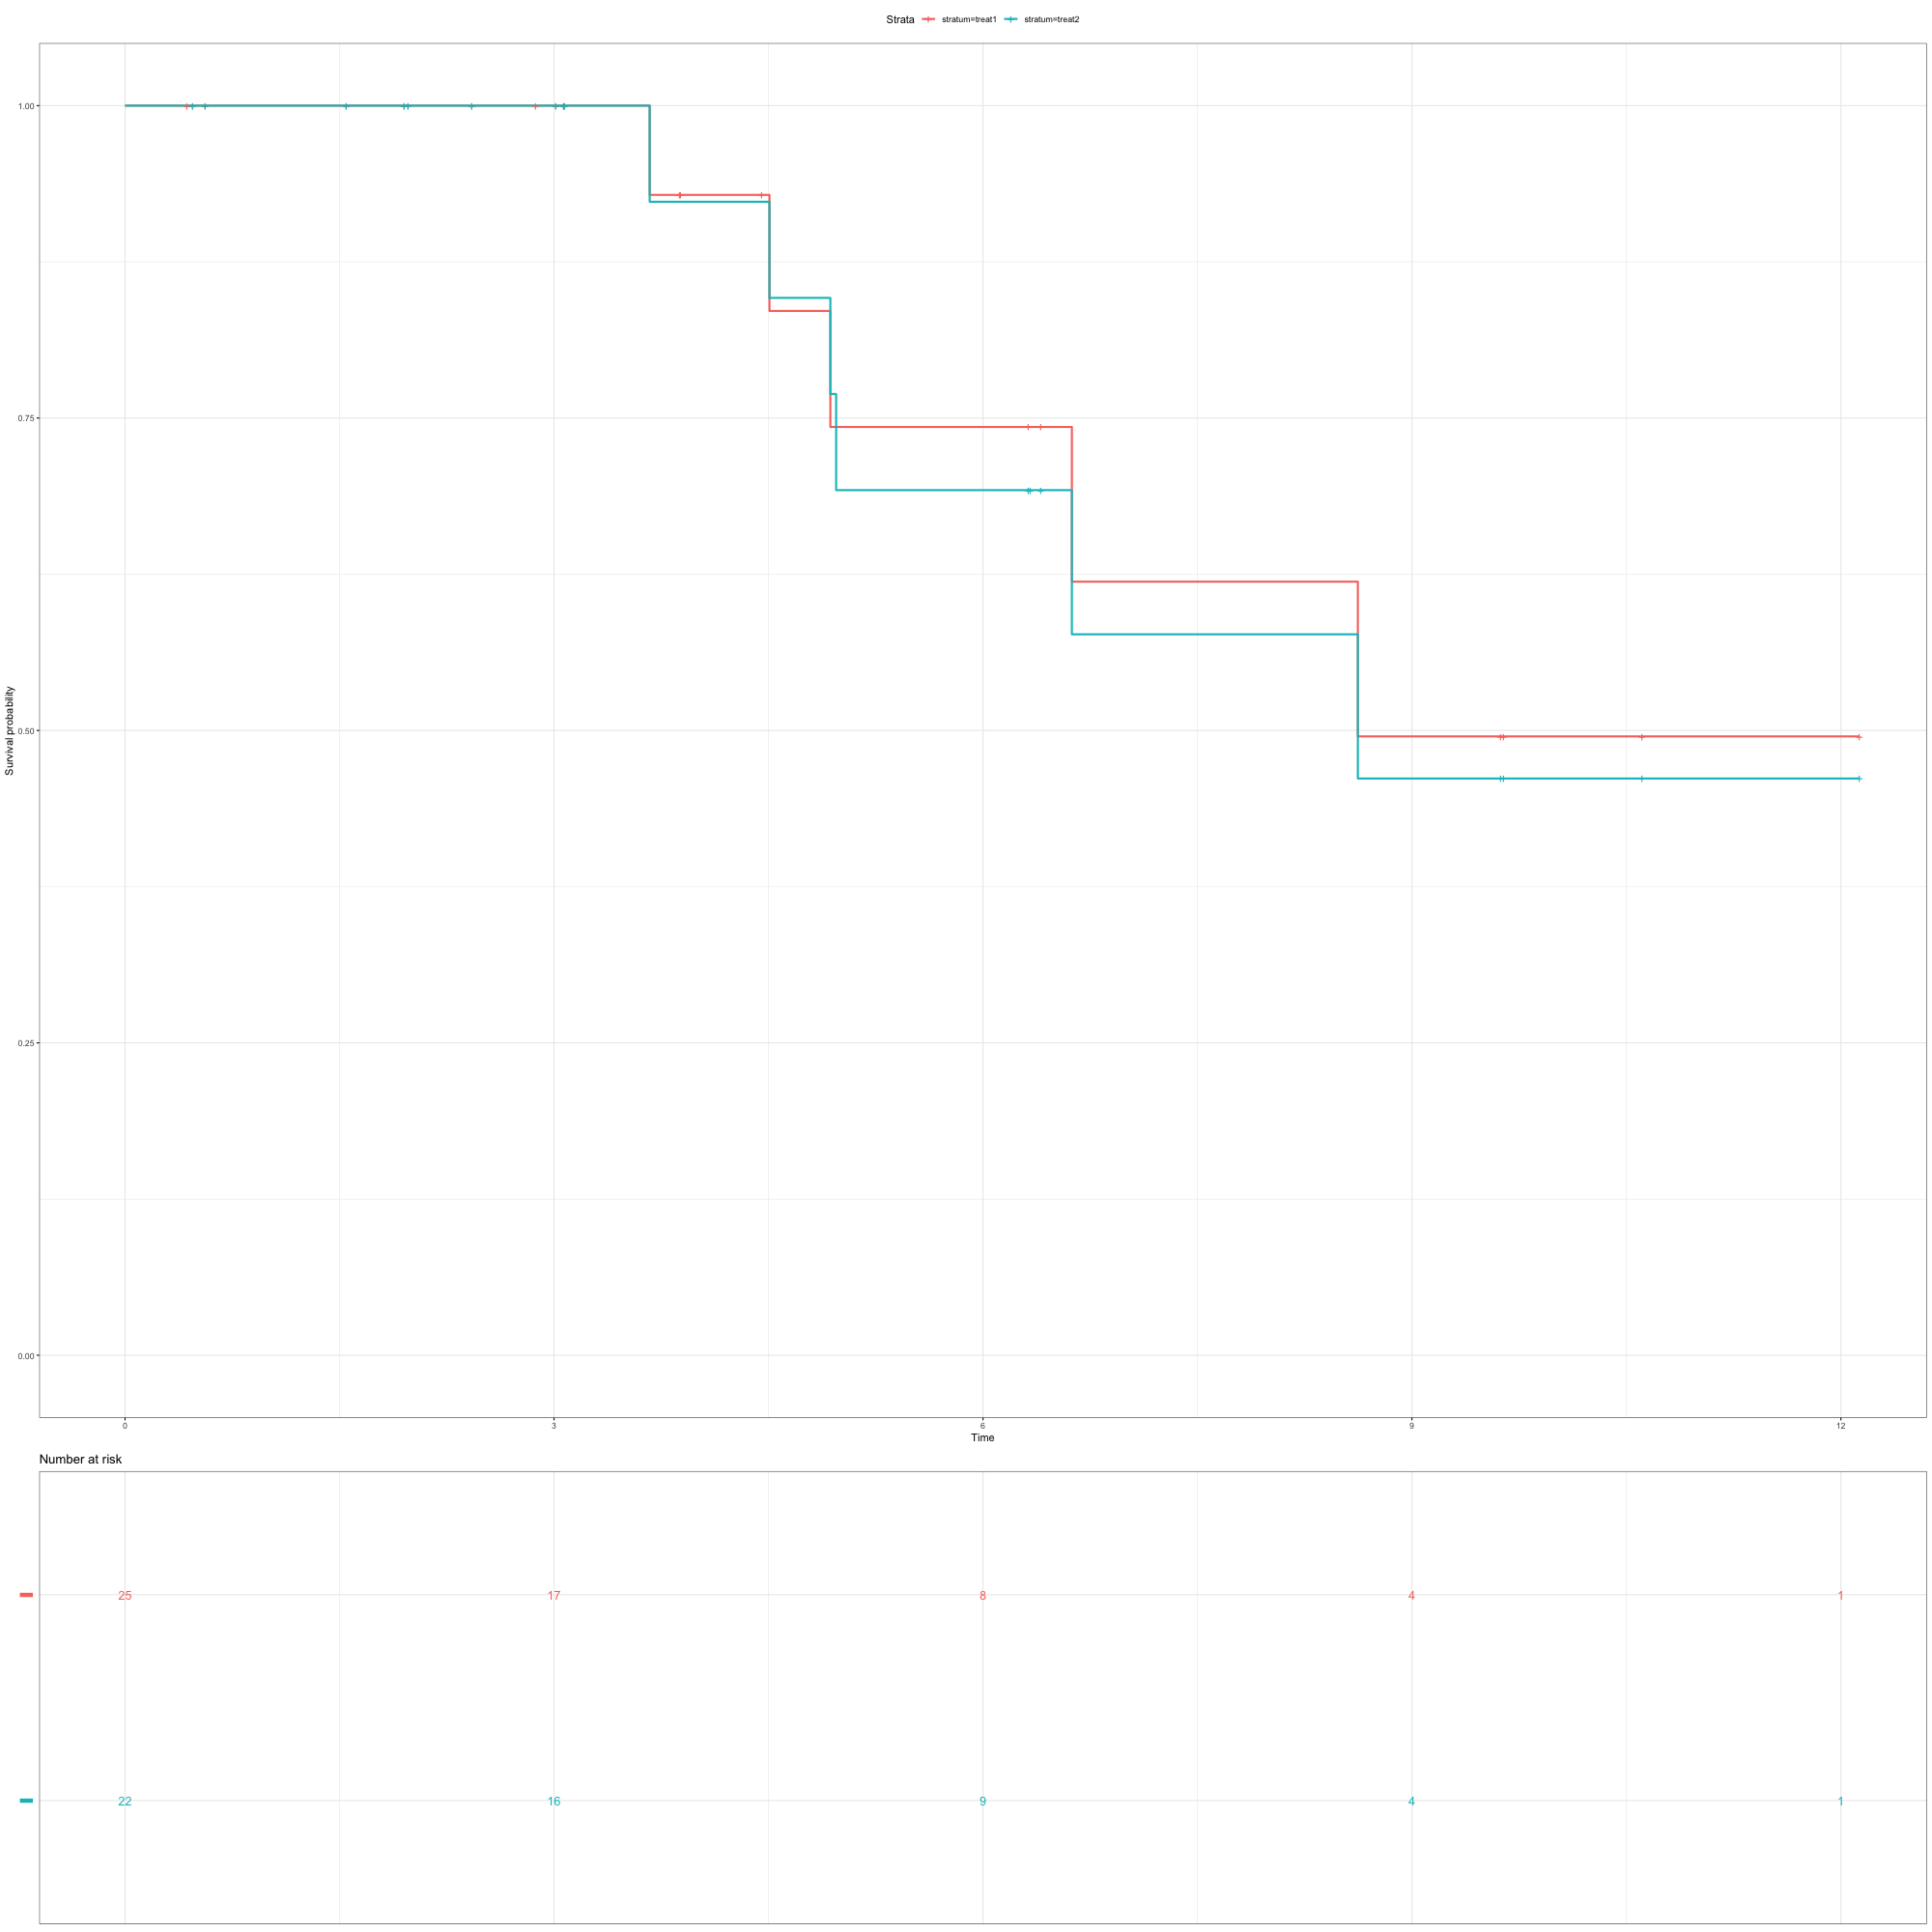 Strata stratum=treat1 stratum=treat2
1.00
0.75
0.50
0.25
0.00
Survival probability
0 3 6 9 12
Time
Number at risk
25 17 8 4 1
22 16 9 4 1